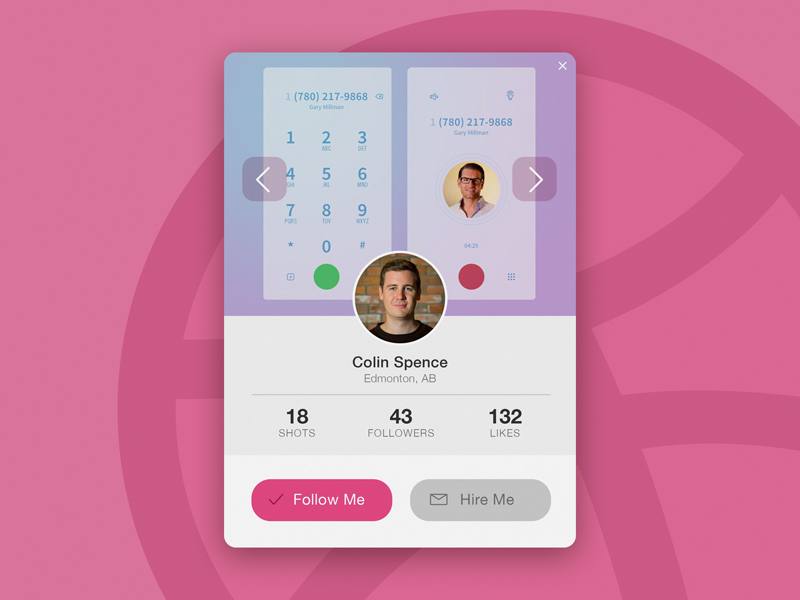 1 (780) 217-9868
Gary Millman
1
2
ABC
3
DEF
4
GHI
5
JKL
6
MNO
7
PQRS
8
TUV
9
WXYZ
*
0
#
1 (780) 217-9868
Gary Millman
04:25
Colin Spence
Edmonton, AB
18
SHOTS
43
FOLLOWERS
132
LIKES
Follow Me
Hire Me